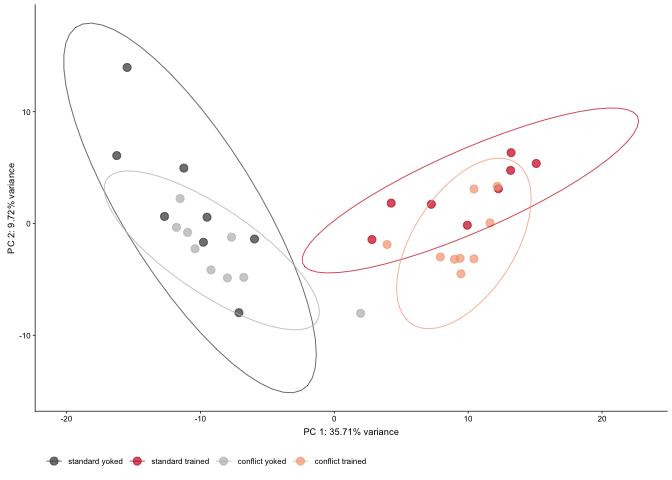 10
0
-10
PC 2: 9.72% variance
-20 -10 0 10 20
PC 1: 35.71% variance
standard yoked standard trained conflict yoked conflict trained